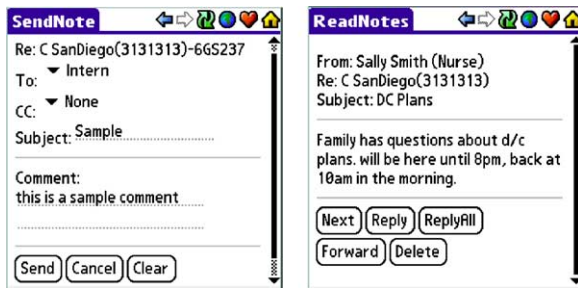 SendNote
Re: C SanDiego(3131313)-6GS237
To: Intern
CC: None
Subject: Sample
Comment:
this is a sample comment
Send Cancel Clear
ReadNotes
From: Sally Smith (Nurse)
Re: C SanDiego(3131313)
Subject: DC Plans
Family has questions about d/c
plans. will be here until 8pm, back at
10am in the morning.
Next Reply ReplyAll
Forward Delete